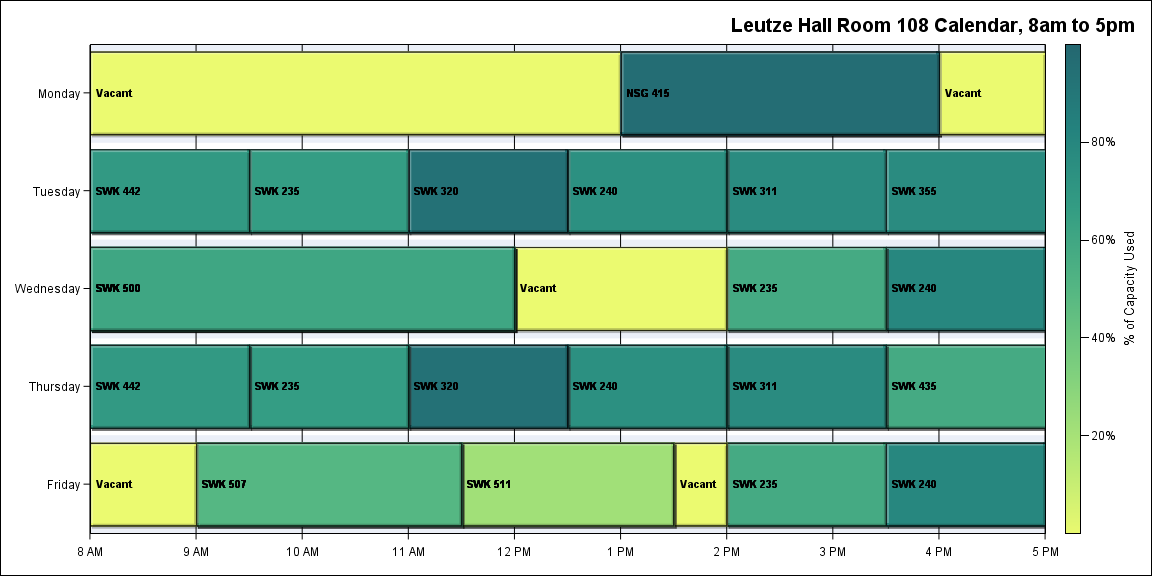 Leutze Hall Room 108 Calendar, 8am to 5pm
Monday
Vacant
NSG 415
Vacant
Tuesday
SWK 442
SWK 235
SWK 320
SWK 240
SWK 311
SWK 355
Wednesday
SWK 500
Vacant
SWK 235
SWK 240
Thursday
SWK 442
SWK 235
SWK 320
SWK 240
SWK 311
SWK 435
Friday
Vacant
SWK 507
SWK 511
Vacant
SWK 235
SWK 240
8 AM
9 AM
10 AM
11 AM
12 PM
1 PM
2 PM
3 PM
4 PM
5 PM
80%
60%
40%
20%
% of Capacity Used